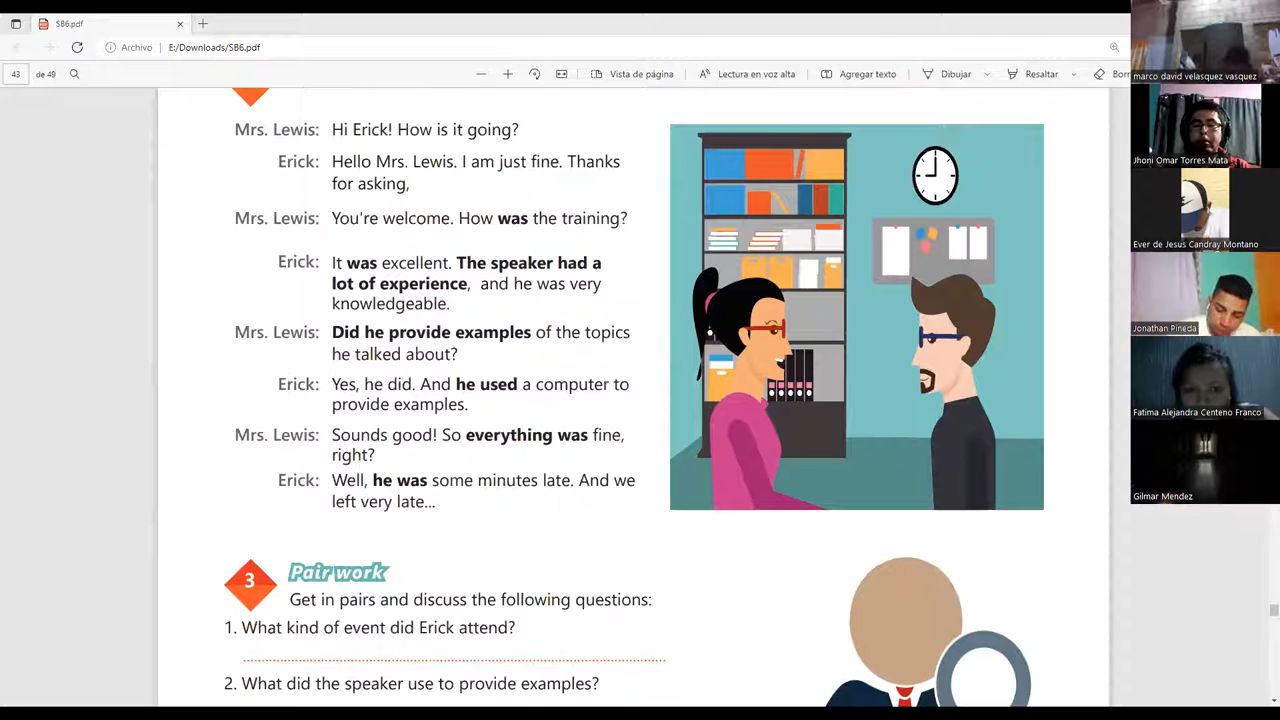 SB6.pdf
Archivo | E:/Downloads/SB6.pdf
43 de 49
Vista de página
Lectura en voz alta
Agregar texto
Dibujar
Resaltar
Mrs. Lewis: Hi Erick! How is it going?
Erick: Hello Mrs. Lewis. I am just fine. Thanks
for asking,
Mrs. Lewis: You're welcome. How was the training?
Erick: It was excellent. The speaker had a
lot of experience, and he was very
knowledgeable.
Mrs. Lewis: Did he provide examples of the topics
he talked about?
Erick: Yes, he did. And he used a computer to
provide examples.
Mrs. Lewis: Sounds good! So everything was fine,
right?
Erick: Well, he was some minutes late. And we
left very late...
3 Pair work
Get in pairs and discuss the following questions:
1. What kind of event did Erick attend?
2. What did the speaker use to provide examples?
marco david velasquez vasquez
Jhoni Omar Torres Mata
Ever de Jesus Candray Montano
Jonathan Pineda
Fatima Alejandra Centeno Franco
Gilmar Mendez